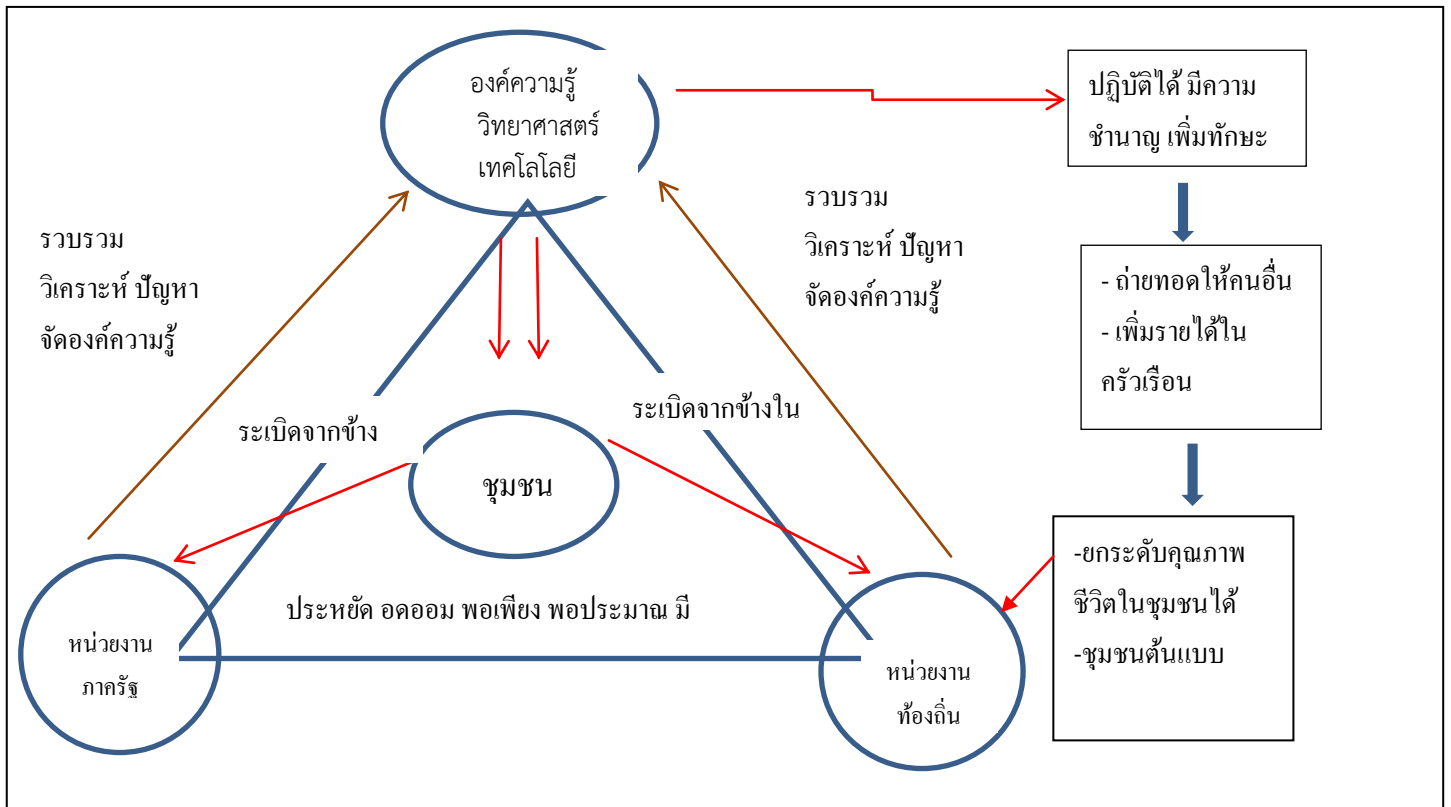 องค์ความรู้
วิทยาศาสตร์
เทคโลโลยี
ปฏิบัติได้ มีความ
ชำนาญ เพิ่มทักษะ
รวบรวม
วิเคราะห์ ปัญหา
จัดองค์ความรู้
รวบรวม
วิเคราะห์ ปัญหา
จัดองค์ความรู้
- ถ่ายทอดให้คนอื่น
- เพิ่มรายได้ใน
ครัวเรือน
ระเบิดจากข้าง
ระเบิดจากข้างใน
ชุมชน
ประหยัด อดออม พอเพียง พอประมาณ มี
หน่วยงาน
ภาครัฐ
หน่วยงาน
ท้องถิ่น
-ยกระดับคุณภาพ
ชีวิตในชุมชนได้
-ชุมชนต้นแบบ